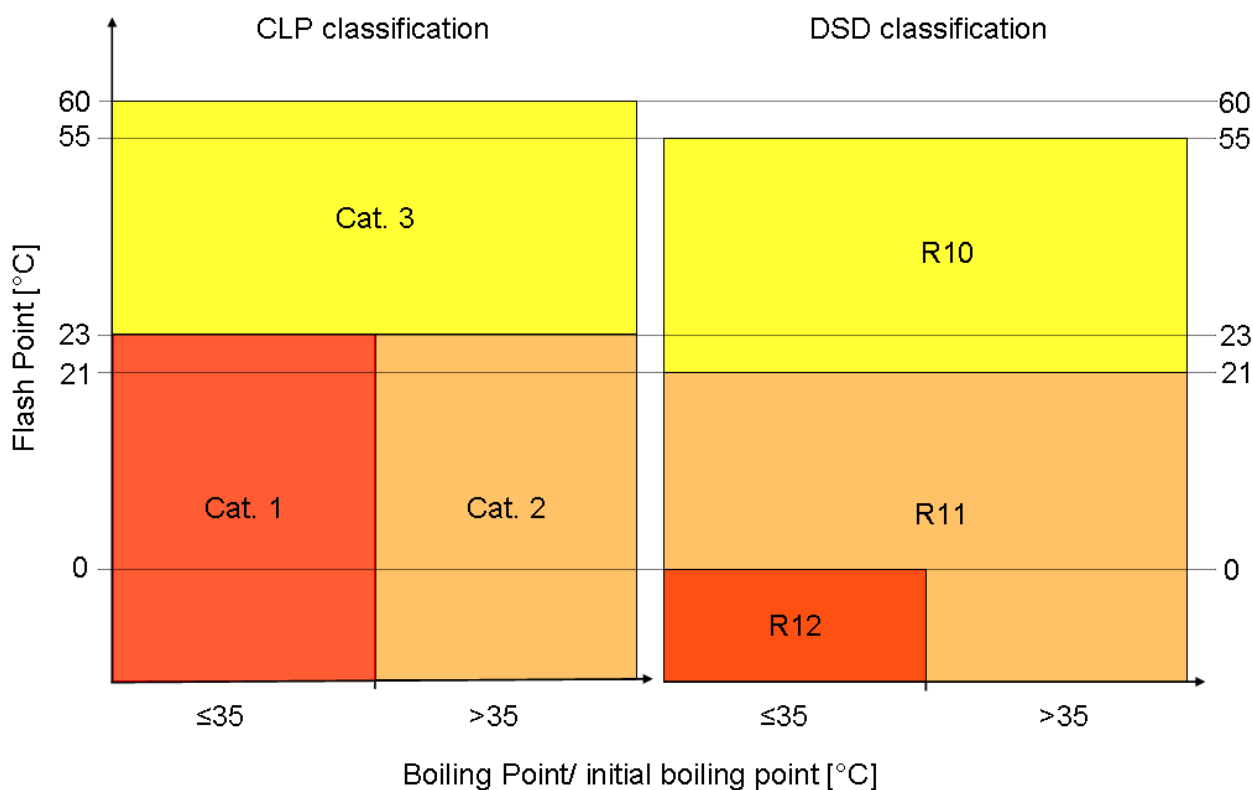 CLP classification
DSD classification
60
55
23
21
0
60
55
23
21
0
Flash Point [°C]
Cat. 3
Cat. 1
Cat. 2
R10
R11
R12
≤35
>35
≤35
>35
Boiling Point/ initial boiling point [°C]